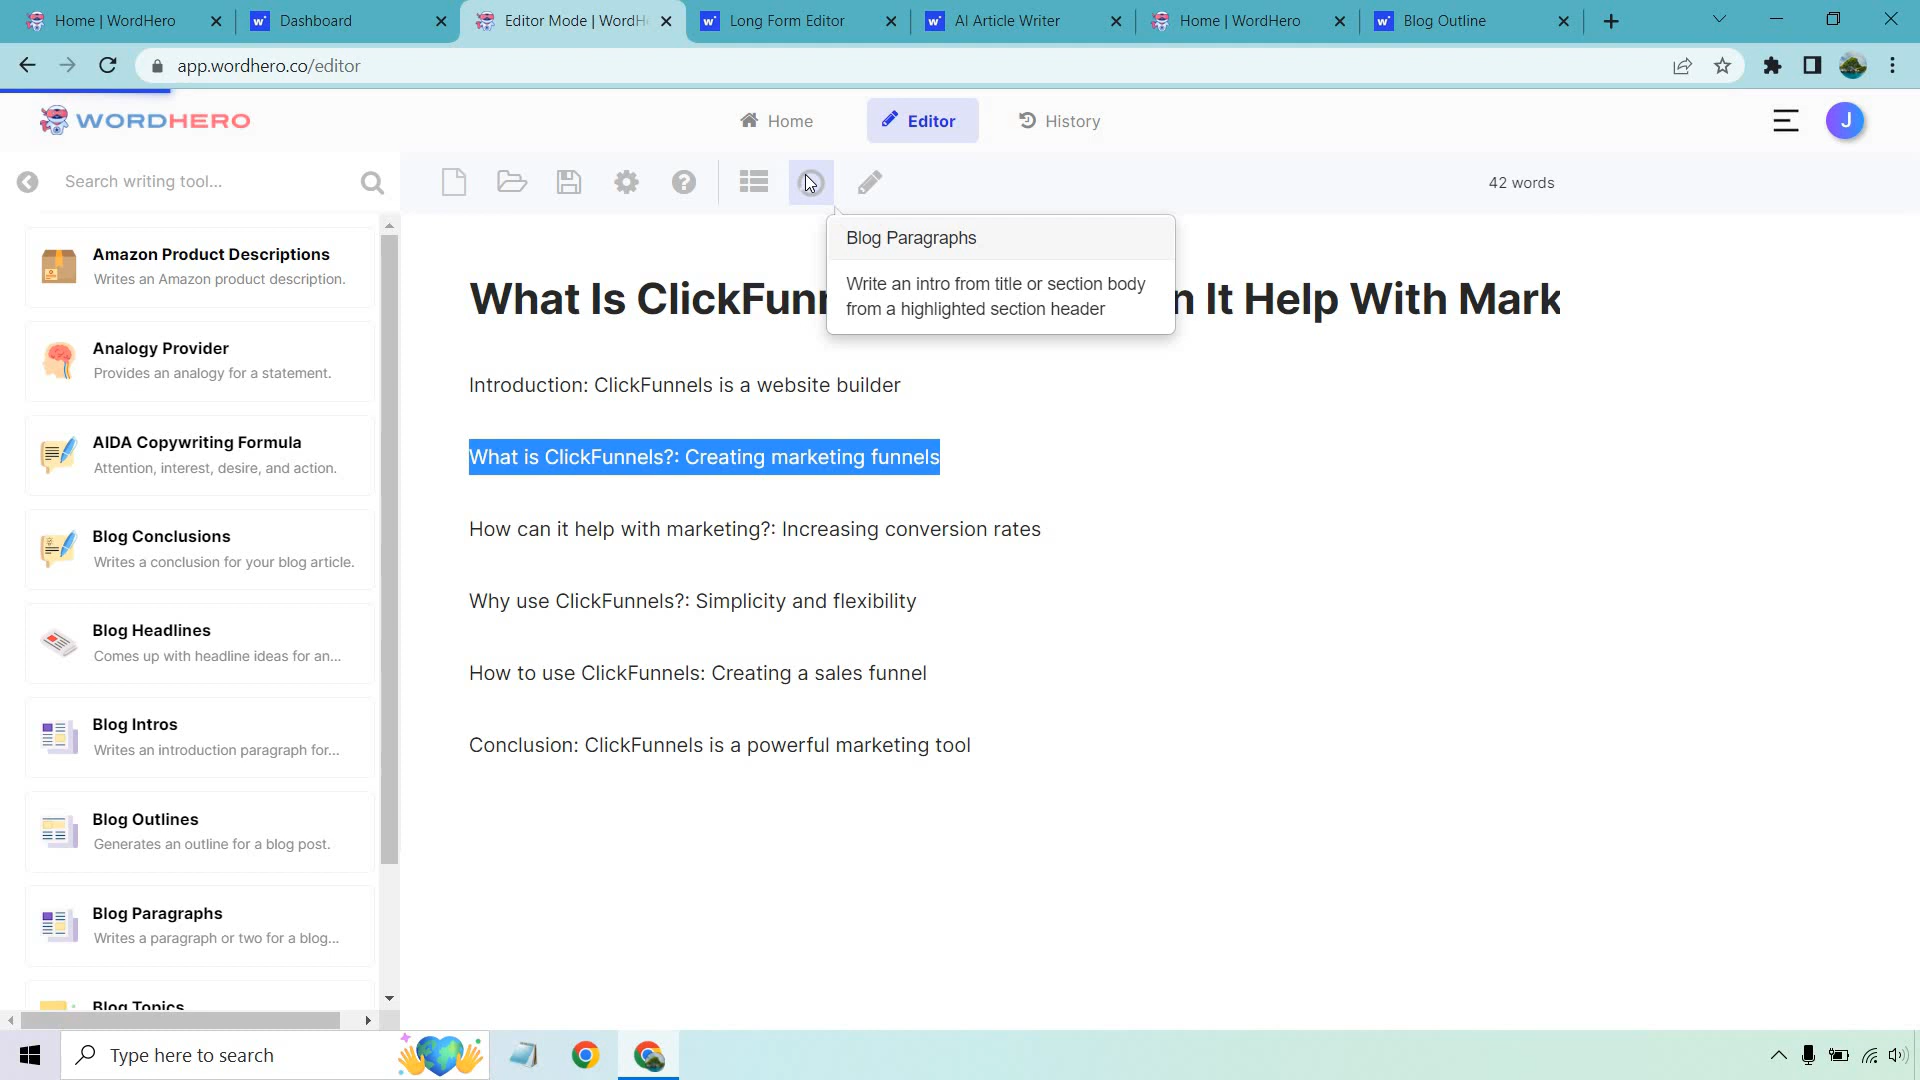 Home | WordHero
Dashboard
Editor Mode | WordHe
Long Form Editor
AI Article Writer
Home | WordHero
Blog Outline
app.wordhero.co/editor
WORDHERO
Home
Editor
History
J
Search writing tool...
42 words
Blog Paragraphs
Write an intro from title or section body
from a highlighted section header
Amazon Product Descriptions
Writes an Amazon product description.
Analogy Provider
Provides an analogy for a statement.
AIDA Copywriting Formula
Attention, interest, desire, and action.
Blog Conclusions
Writes a conclusion for your blog article.
Blog Headlines
Comes up with headline ideas for an...
Blog Intros
Writes an introduction paragraph for...
Blog Outlines
Generates an outline for a blog post.
Blog Paragraphs
Writes a paragraph or two for a blog...
Blog Topics
What Is ClickFunn It Help With Mark
Introduction: ClickFunnels is a website builder
What is ClickFunnels?: Creating marketing funnels
How can it help with marketing?: Increasing conversion rates
Why use ClickFunnels?: Simplicity and flexibility
How to use ClickFunnels: Creating a sales funnel
Conclusion: ClickFunnels is a powerful marketing tool
Type here to search